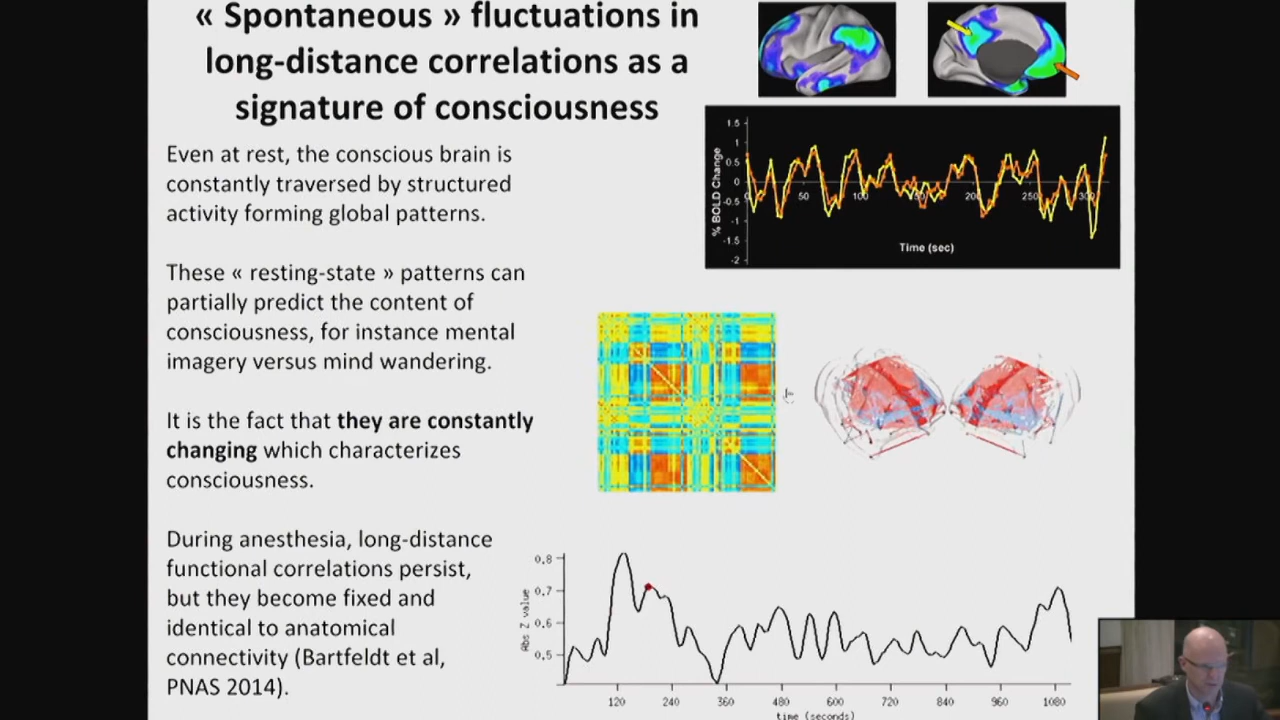 « Spontaneous » fluctuations in
long-distance correlations as a
signature of consciousness
Even at rest, the conscious brain is
constantly traversed by structured
activity forming global patterns.
These « resting-state » patterns can
partially predict the content of
consciousness, for instance mental
imagery versus mind wandering.
It is the fact that they are constantly
changing which characterizes
consciousness.
During anesthesia, long-distance
functional correlations persist,
but they become fixed and
identical to anatomical
connectivity (Bartfeldt et al,
PNAS 2014).
% BOLD Change
1.5
1
0.5
0
-0.5
-1
-1.5
-2
0 50 100 150 200 250 300
Time (sec)
Abs Z value
0.8
0.7
0.6
0.5
120 240 360 480 600 720 840 960 1080
time (seconds)